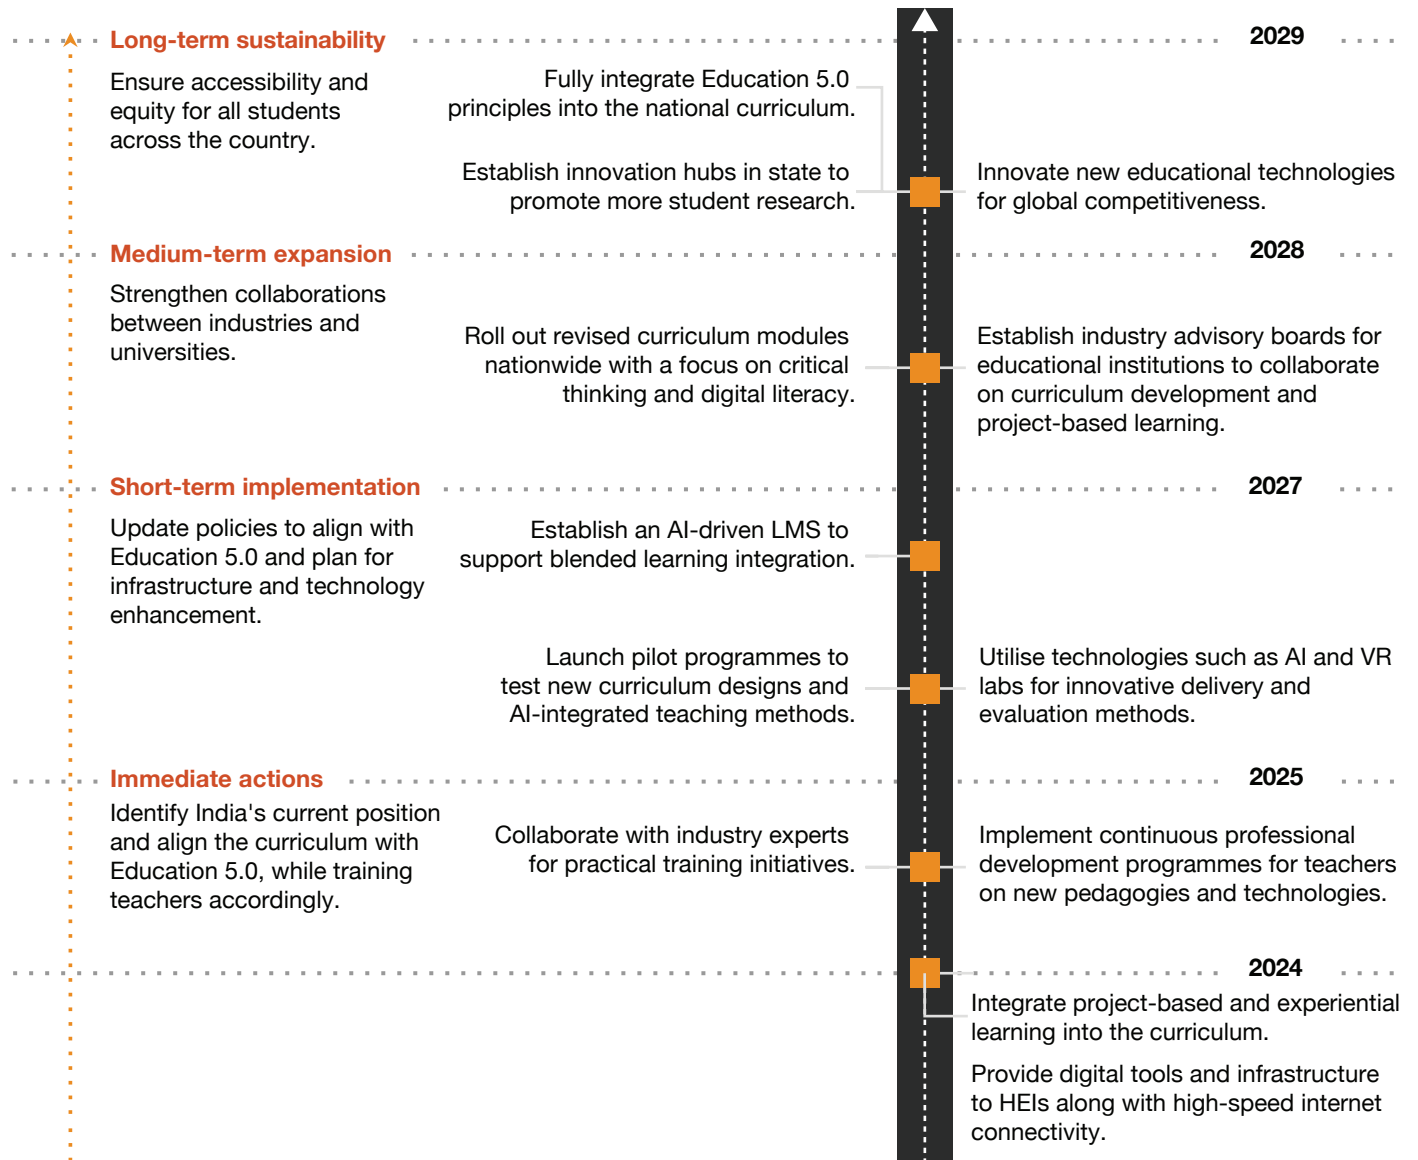 Long-term sustainability
2029
Ensure accessibility and
equity for all students
across the country.
Fully integrate Education 5.0
principles into the national curriculum.
Establish innovation hubs in state to
promote more student research.
Innovate new educational technologies
for global competitiveness.
Medium-term expansion
2028
Strengthen collaborations
between industries and
universities.
Roll out revised curriculum modules
nationwide with a focus on critical
thinking and digital literacy.
Establish industry advisory boards for
educational institutions to collaborate
on curriculum development and
project-based learning.
Short-term implementation
2027
Update policies to align with
Education 5.0 and plan for
infrastructure and technology
enhancement.
Establish an AI-driven LMS to
support blended learning integration.
Launch pilot programmes to
test new curriculum designs and
AI-integrated teaching methods.
Utilise technologies such as AI and VR
labs for innovative delivery and
evaluation methods.
Immediate actions
2025
Identify India's current position
and align the curriculum with
Education 5.0, while training
teachers accordingly.
Collaborate with industry experts
for practical training initiatives.
Implement continuous professional
development programmes for teachers
on new pedagogies and technologies.
2024
Integrate project-based and experiential
learning into the curriculum.
Provide digital tools and infrastructure
to HEIs along with high-speed internet
connectivity.